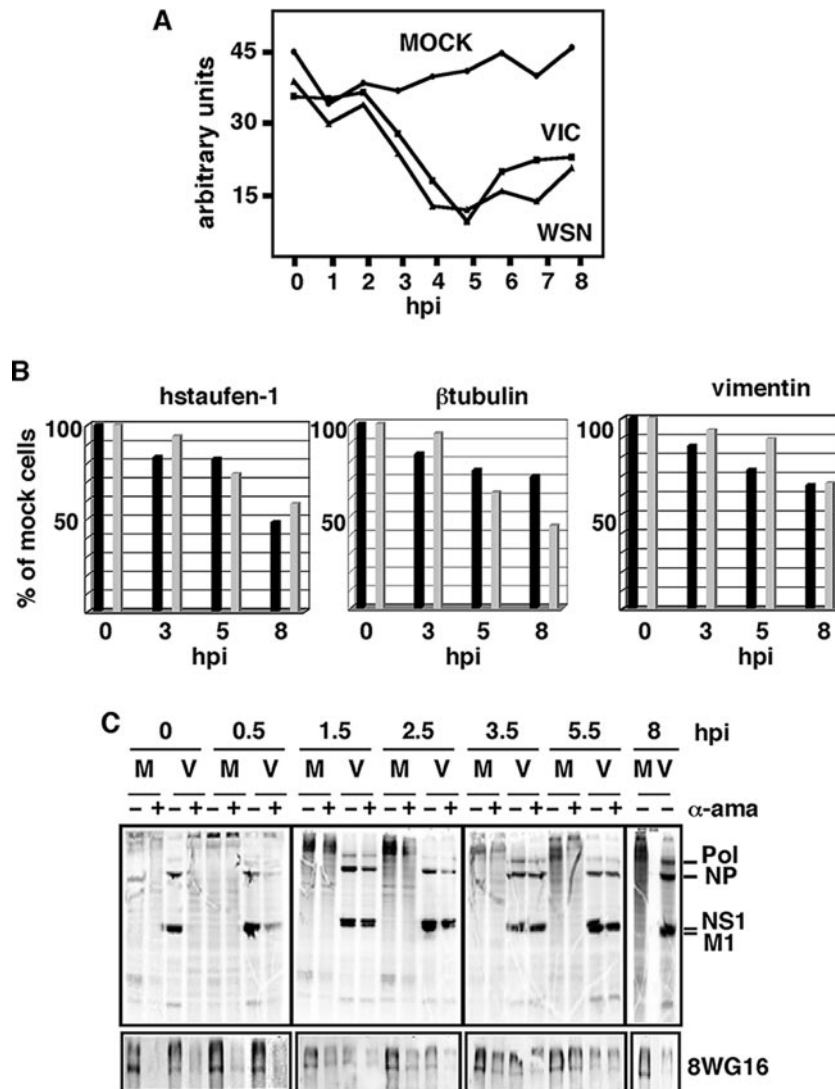 A
MOCK
VIC
WSN
arbitrary units
45
30
15
0 1 2 3 4 5 6 7 8
hpi
B
hstaufen-1
βtubulin
vimentin
% of mock cells
100
50
0 3 5 8
hpi
100
50
0 3 5 8
hpi
100
50
0 3 5 8
hpi
C
0 0.5 1.5 2.5 3.5 5.5 8 hpi
M V M V M V M V M V M V M V
− + − + − + − + − + − + − + − + − + − + − + − + − − α-ama
Pol
NP
NS1
M1
8WG16